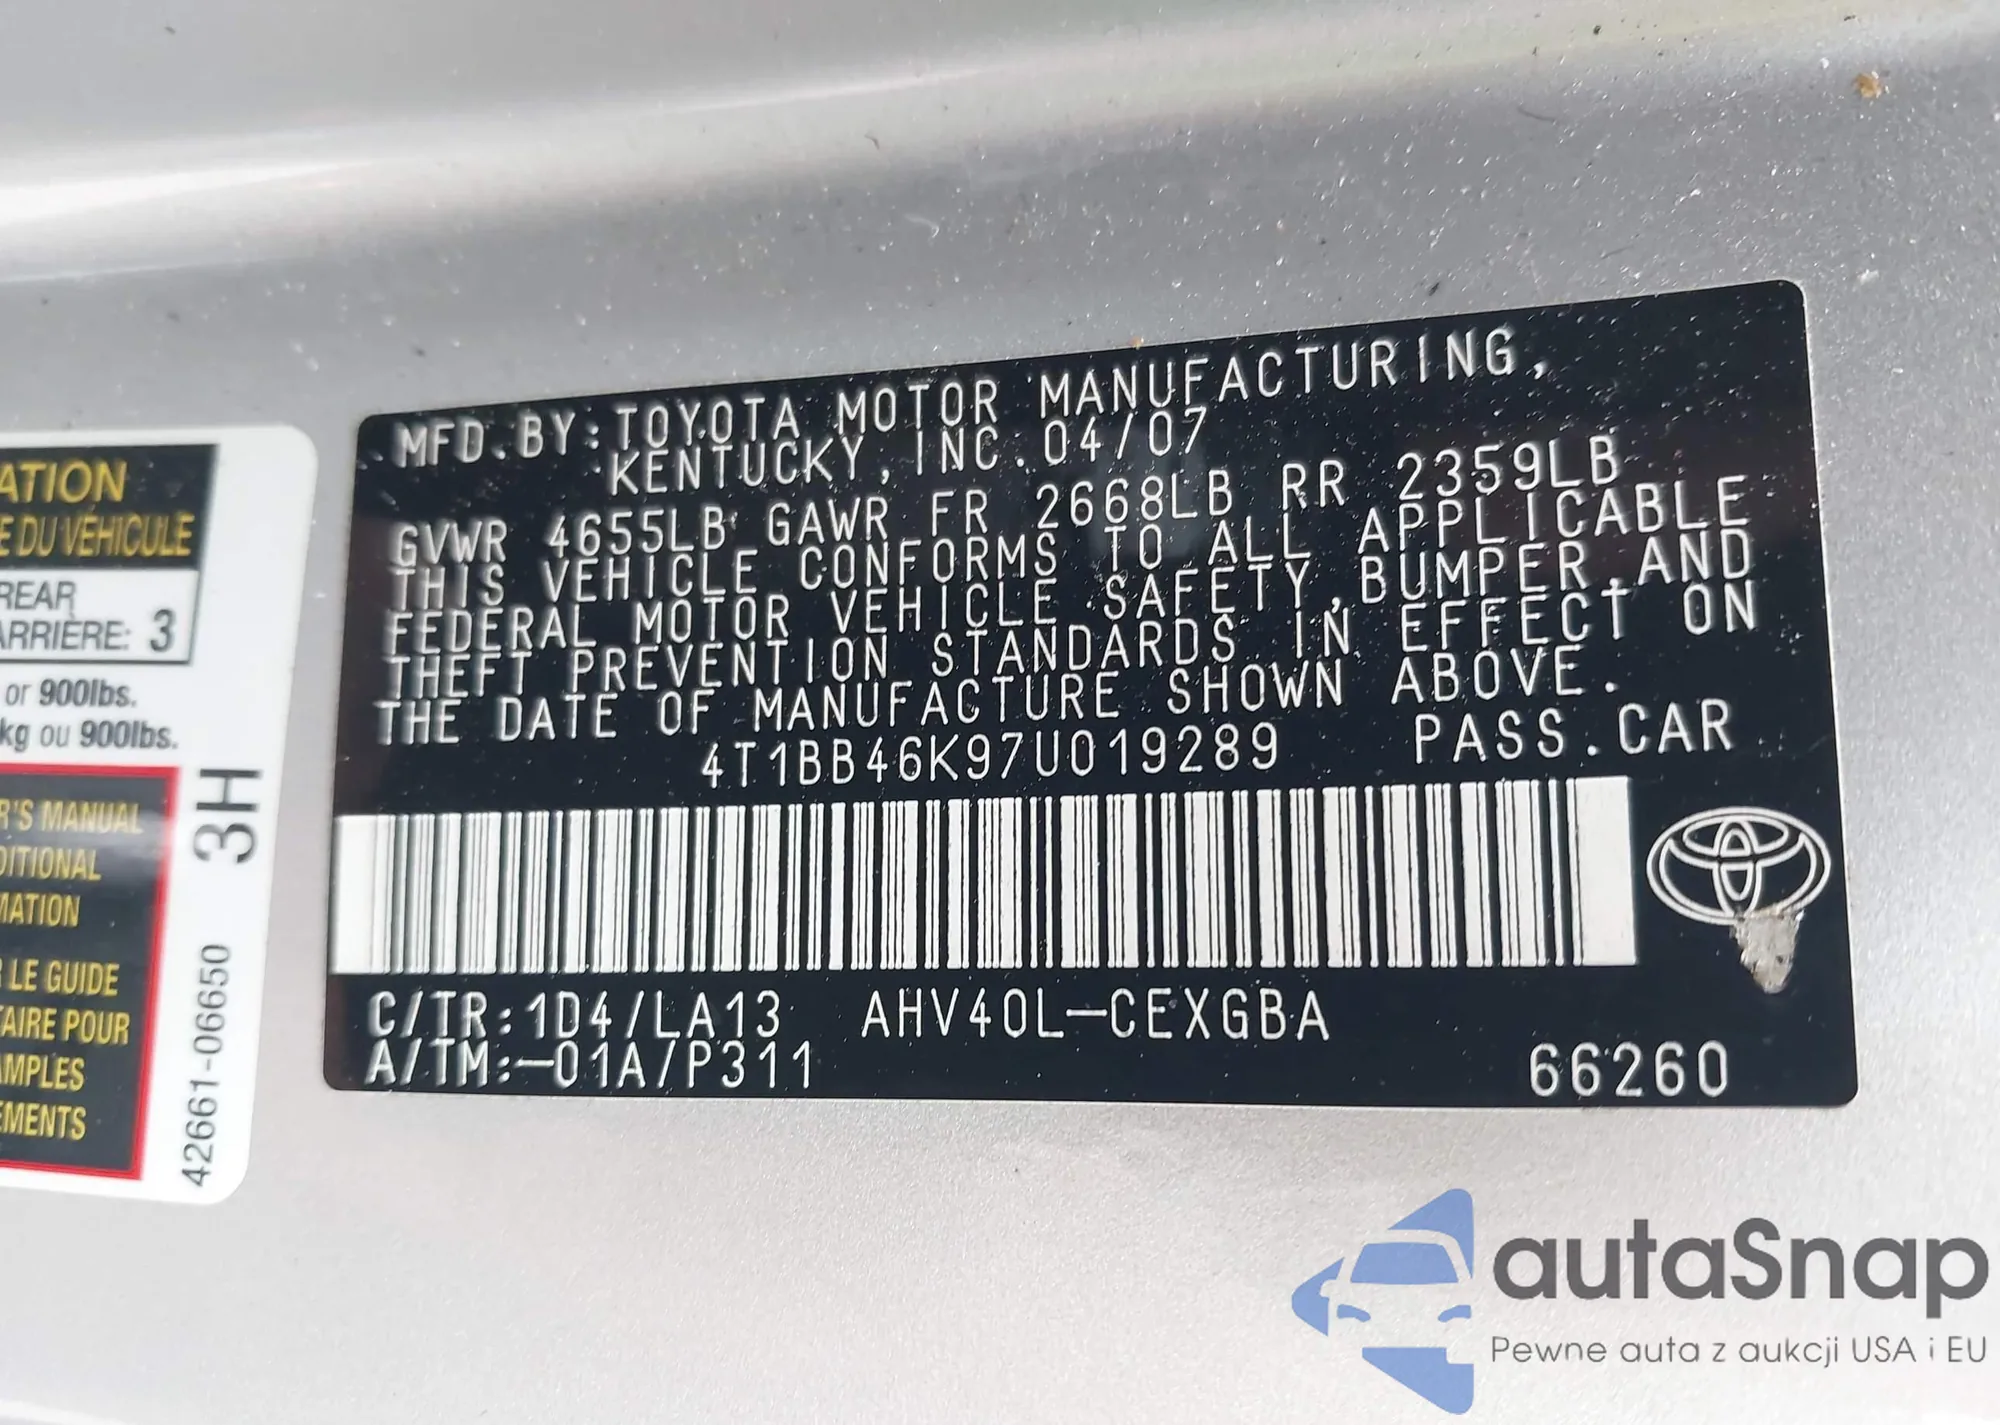 ATION
E DU VÉHICULE
REAR
ARRIÈRE: 3
or 900lbs.
kg ou 900lbs.
R'S MANUAL
DITIONAL
MATION
R LE GUIDE
TAIRE POUR
AMPLES
EMENTS
3H
42661-06650
MFD.BY:TOYOTA MOTOR MANUFACTURING,
KENTUCKY,INC.04/07
GVWR 4655LB GAWR FR 2668LB RR 2359LB
THIS VEHICLE CONFORMS TO ALL APPLICABLE
FEDERAL MOTOR VEHICLE SAFETY,BUMPER,AND
THEFT PREVENTION STANDARDS IN EFFECT ON
THE DATE OF MANUFACTURE SHOWN ABOVE.
4T1BB46K97U019289 PASS.CAR
C/TR:1D4/LA13 AHV40L-CEXGBA
A/TM:-01A/P311 66260
autaSnap
Pewne auta z aukcji USA i EU